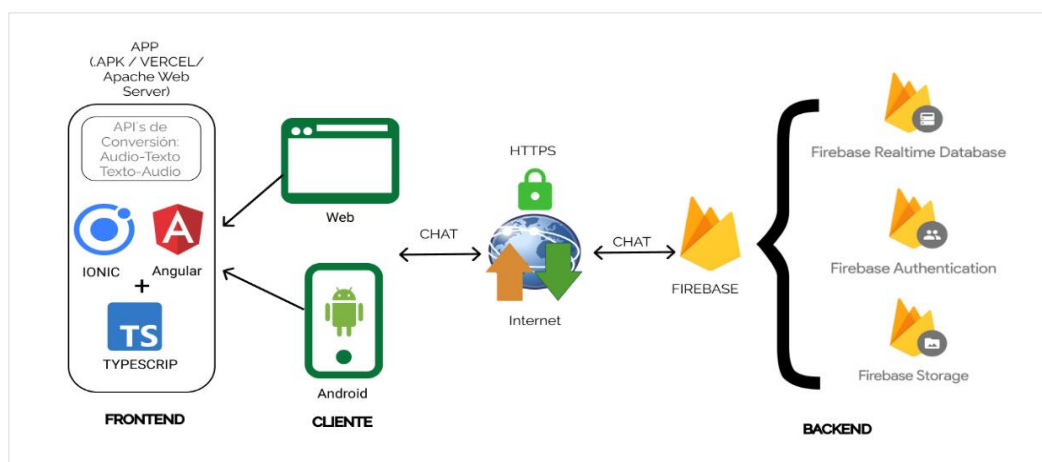 APP
(.APK / VERCEL/
Apache Web
Server)
API's de
Conversión:
Audio-Texto
Texto-Audio
IONIC
Angular
+
TS
TYPESCRIP
FRONTEND
Web
Android
CLIENTE
CHAT
HTTPS
Internet
CHAT
FIREBASE
Firebase Realtime Database
Firebase Authentication
Firebase Storage
BACKEND